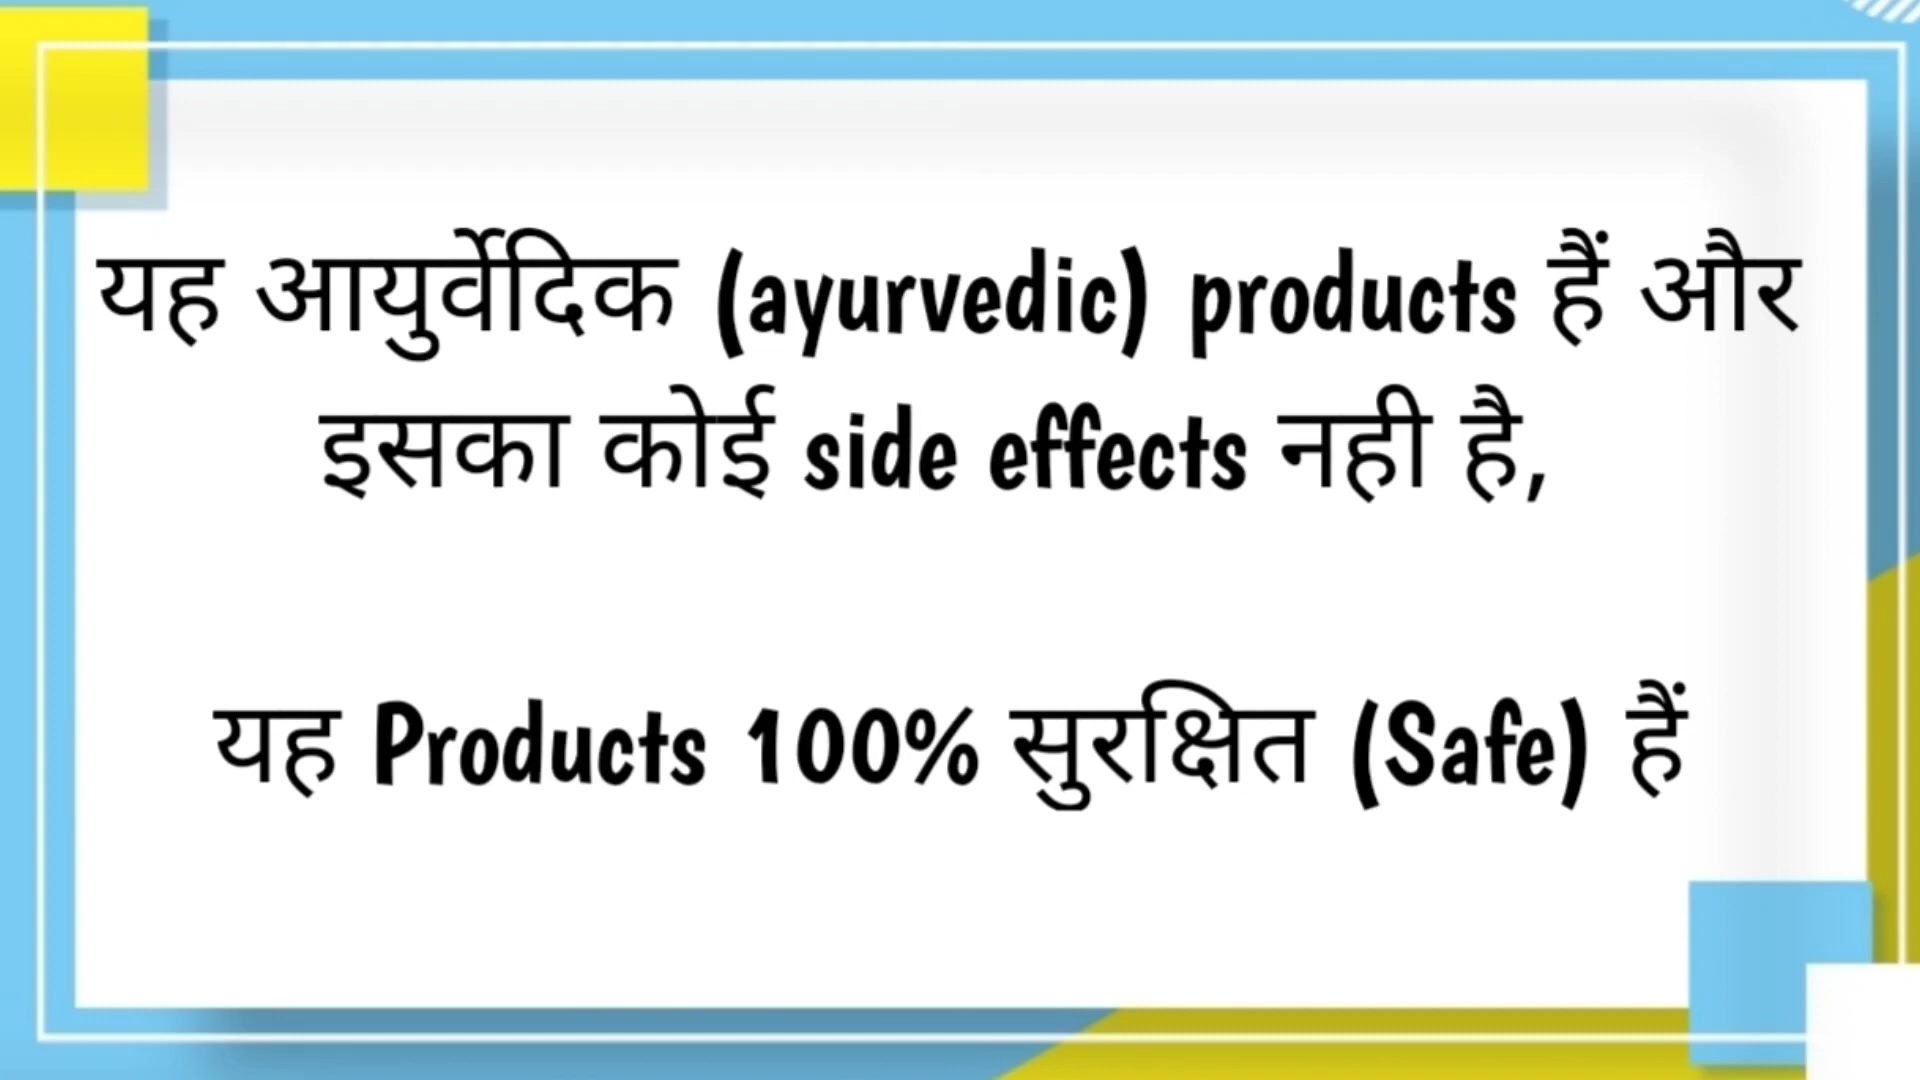 यह आयुर्वेदिक (ayurvedic) products हैं और
इसका कोई side effects नही है,
यह Products 100% सुरक्षित (Safe) हैं